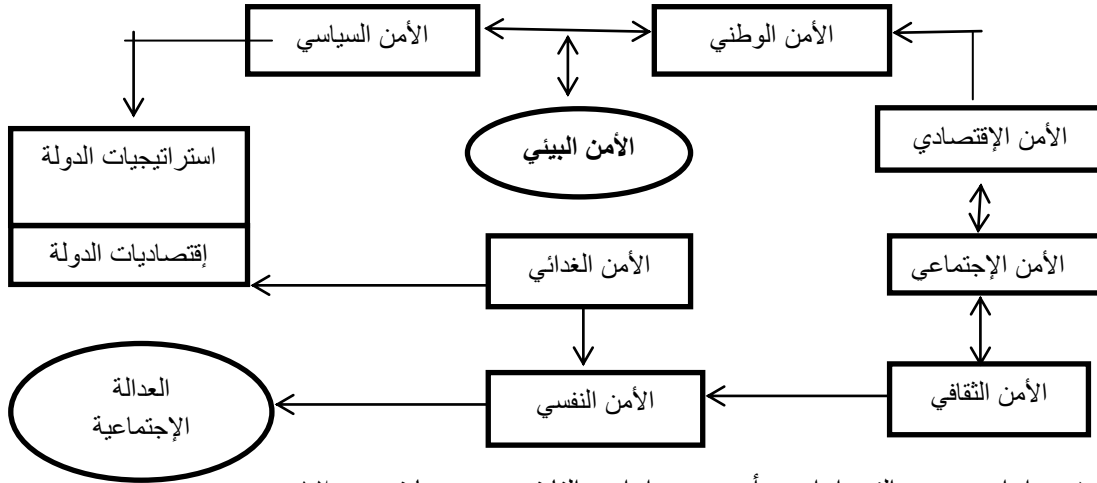 الأمن الوطني
الأمن السياسي
الأمن الإقتصادي
الأمن البيئي
استراتيجيات الدولة
إقتصاديات الدولة
الأمن الإجتماعي
الأمن الغدائي
الأمن الثقافي
الأمن النفسي
العدالة
الإجتماعية